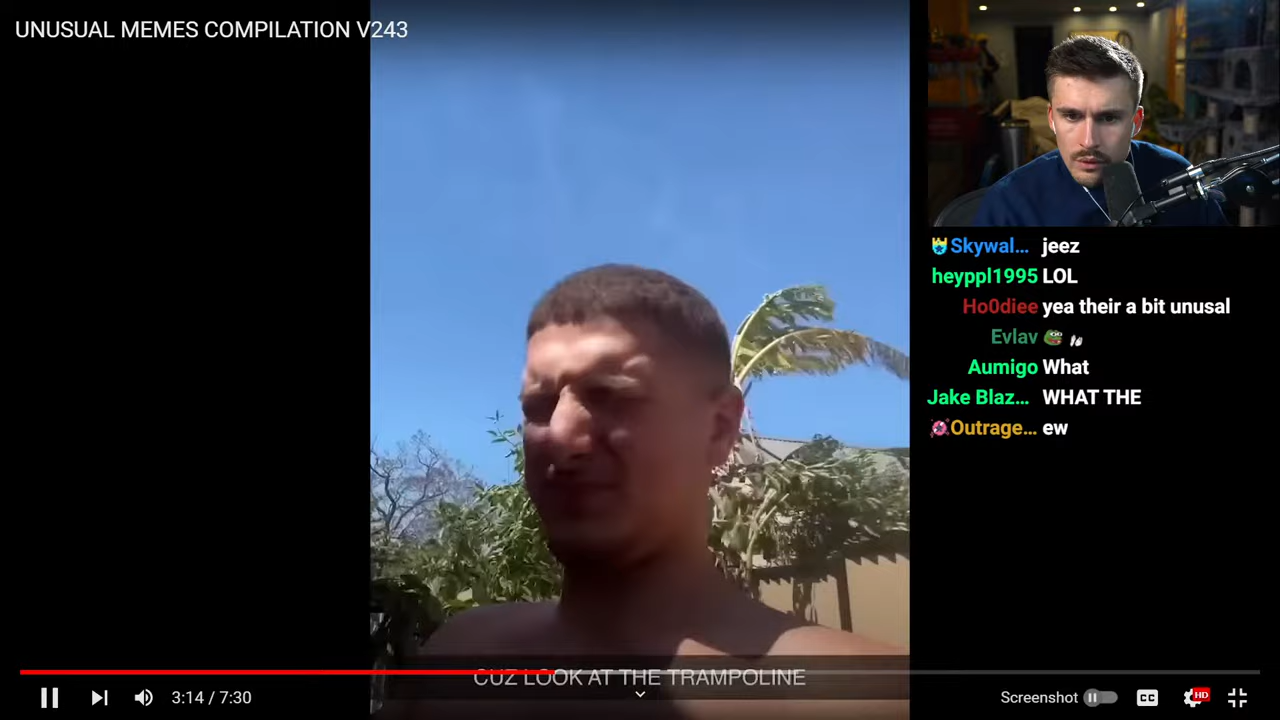 UNUSUAL MEMES COMPILATION V243
Skywal... jeez
heyppl1995 LOL
Ho0diee yea their a bit unusal
Evlav
Aumigo What
Jake Blaz... WHAT THE
Outrage... ew
CUZ LOOK AT THE TRAMPOLINE
3:14 / 7:30
Screenshot
CC
HD